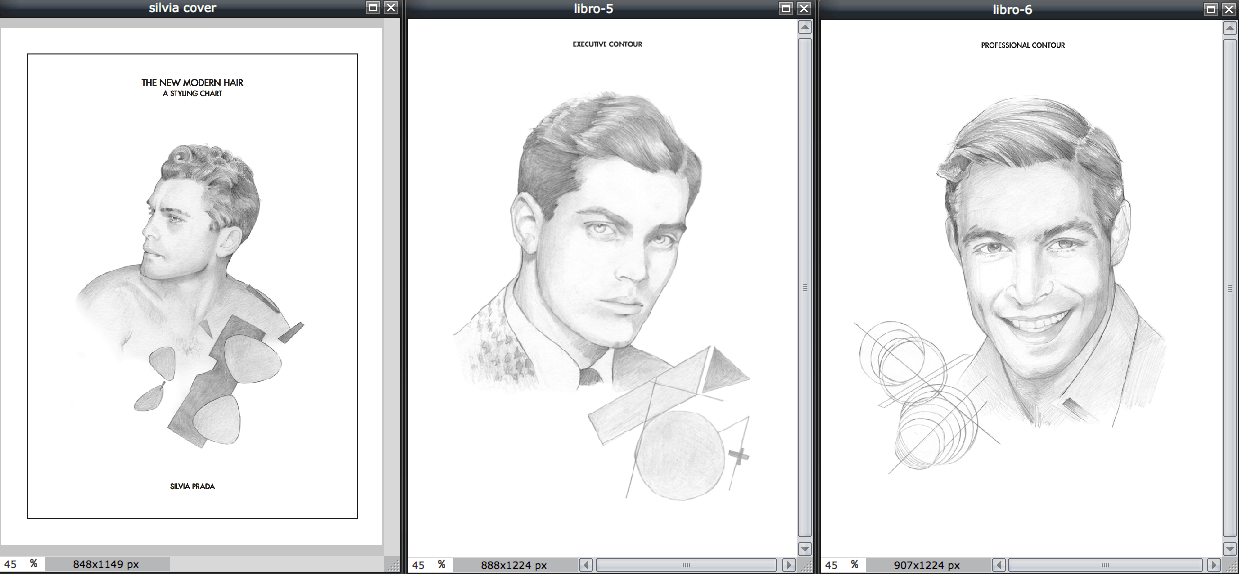 silvia cover
THE NEW MODERN HAIR
A STYLING CHART
SILVIA PRADA
45 % 848x1149 px
libro-5
EXECUTIVE CONTOUR
45 % 888x1224 px
libro-6
PROFESSIONAL CONTOUR
45 % 907x1224 px